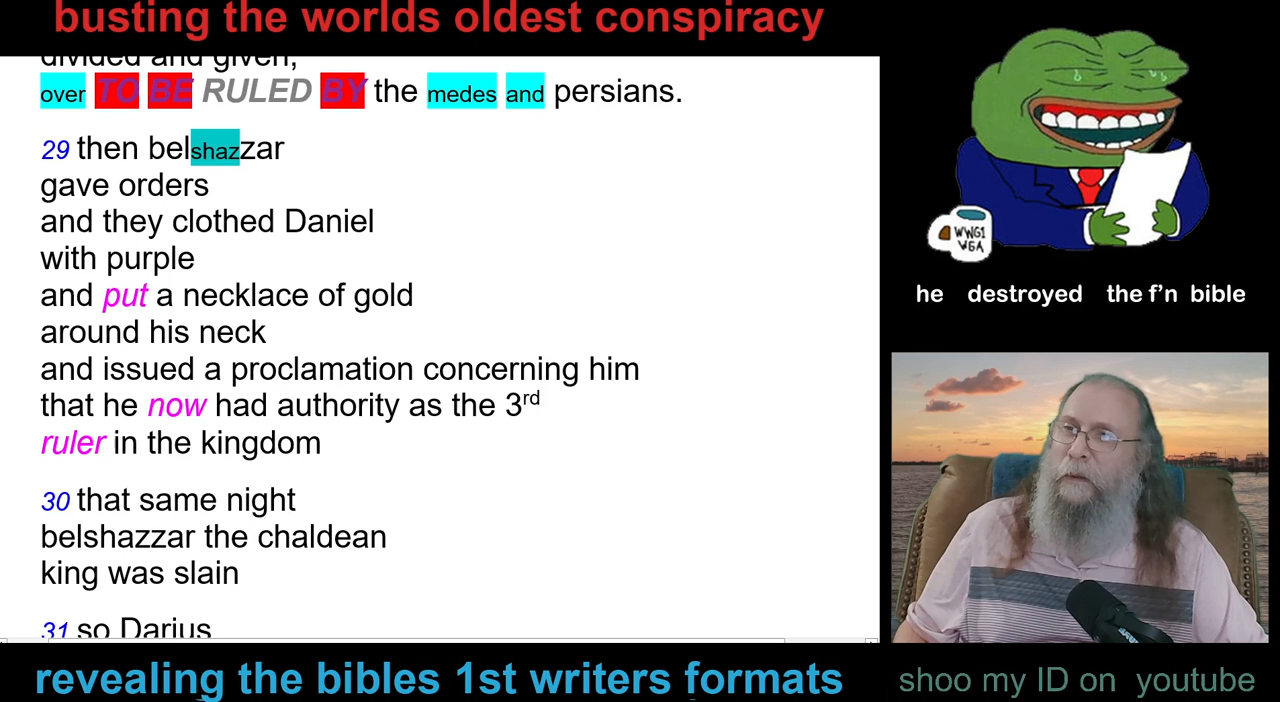 busting the worlds oldest conspiracy
divided and given,
over TO BE RULED BY the medes and persians.
29 then belshazzar
gave orders
and they clothed Daniel
with purple
and put a necklace of gold
around his neck
and issued a proclamation concerning him
that he now had authority as the 3rd
ruler in the kingdom
30 that same night
belshazzar the chaldean
king was slain
31 so Darius
WWG1
WGA
he destroyed the f'n bible
revealing the bibles 1st writers formats
shoo my ID on youtube